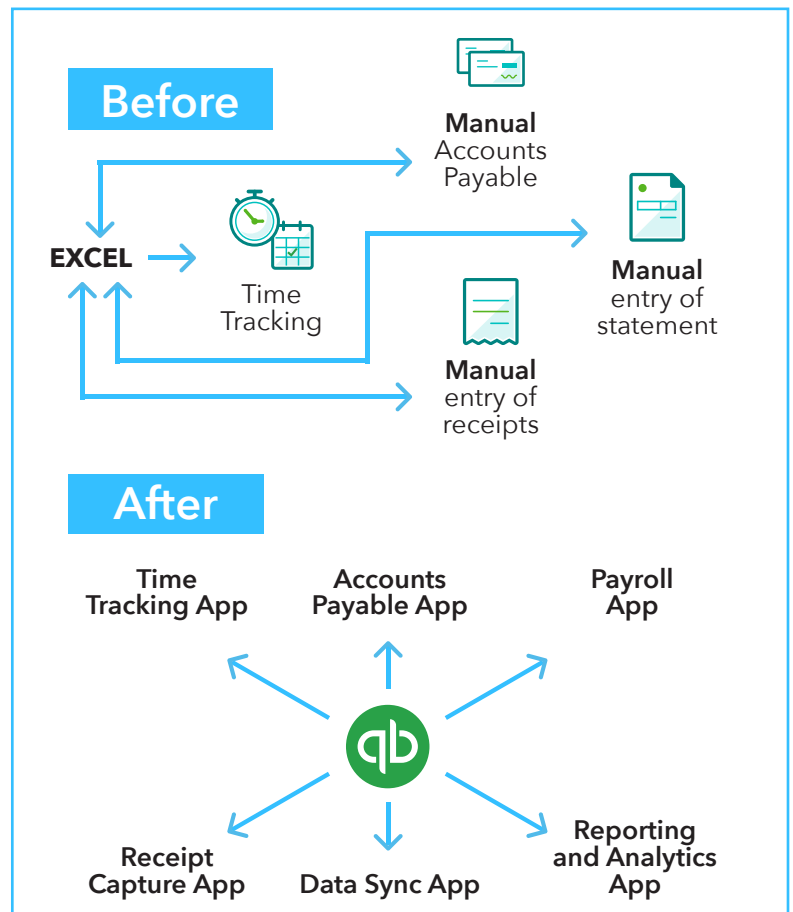 Before
Manual
Accounts
Payable
EXCEL
Time
Tracking
Manual
entry of
statement
Manual
entry of
receipts
After
Time
Tracking App
Accounts
Payable App
Payroll
App
qb
Receipt
Capture App
Data Sync App
Reporting
and Analytics
App